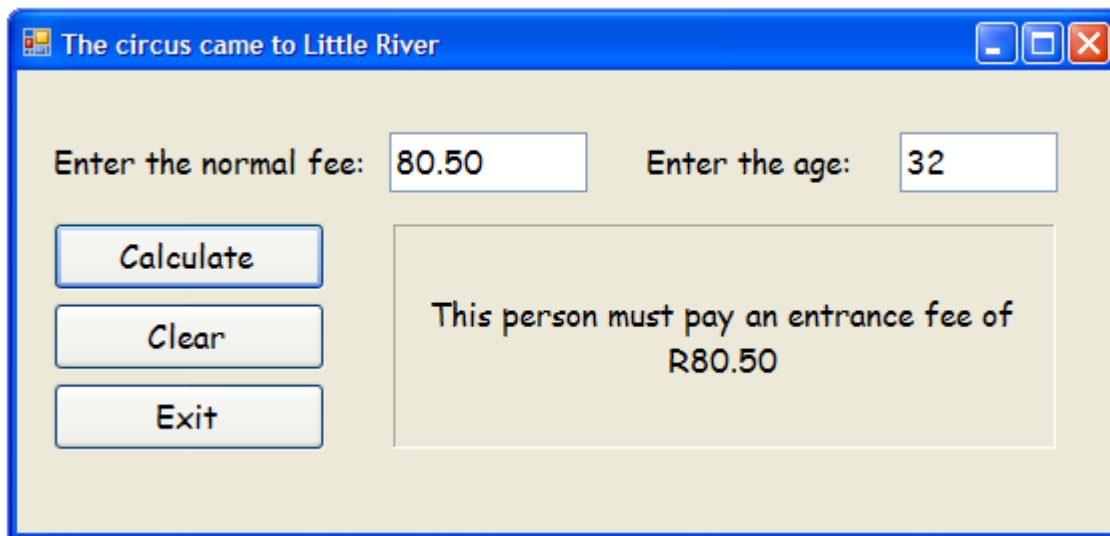 The circus came to Little River
Enter the normal fee: 80.50 Enter the age: 32
Calculate
Clear
Exit
This person must pay an entrance fee of
R80.50